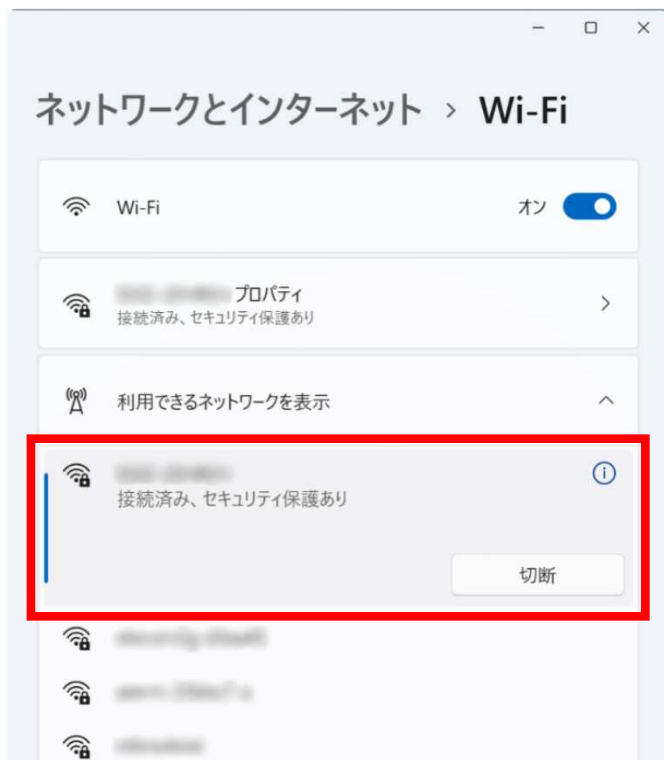 ネットワークとインターネット › Wi-Fi
Wi-Fi
オン
プロパティ
接続済み、セキュリティ保護あり
利用できるネットワークを表示
接続済み、セキュリティ保護あり
切断